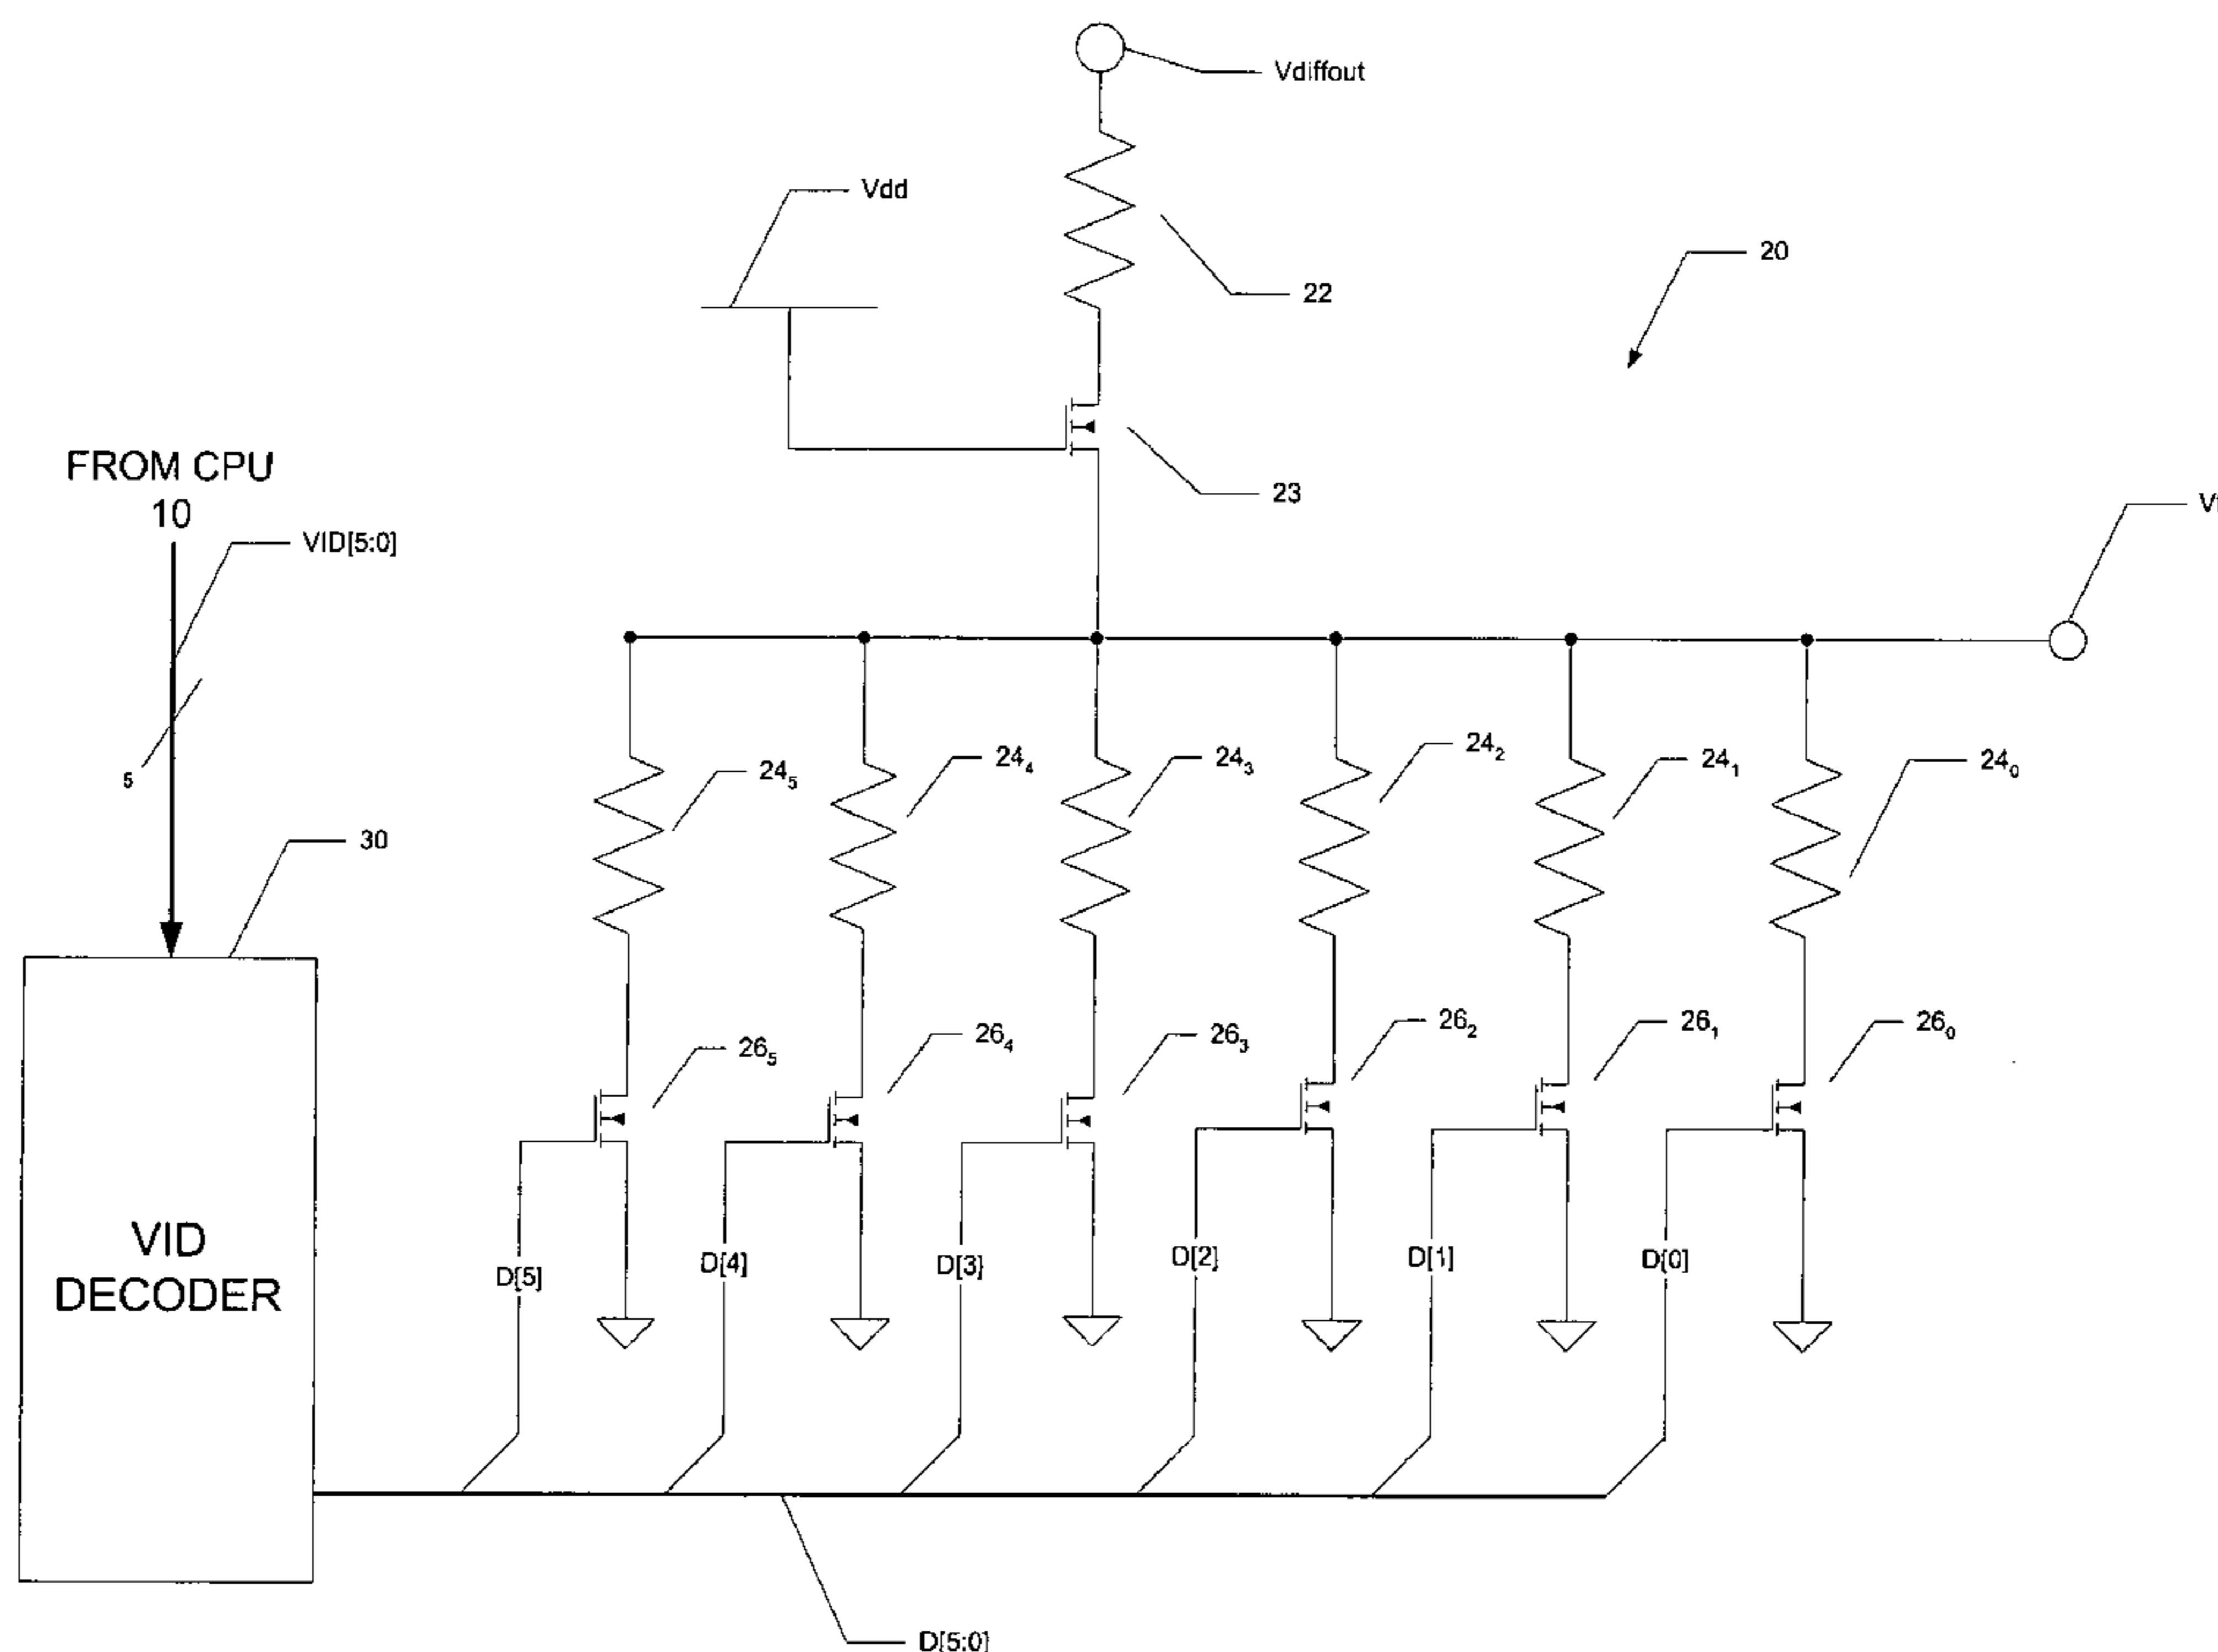 Vdiffout
Vdd
20
22
FROM CPU
10
23
VID[5:0]
24₅
24₄
24₃
24₂
24₁
24₀
5
30
26₅
26₄
26₃
26₂
26₁
26₀
VID
DECODER
D[5]
D[4]
D[3]
D[2]
D[1]
D[0]
D[5:0]